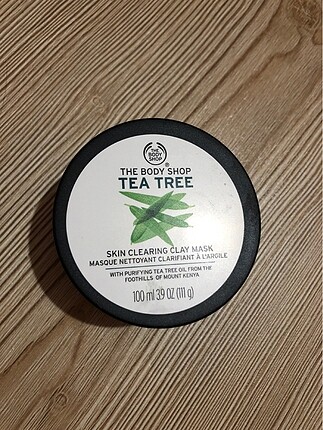 THE
BODY
SHOP
®
THE BODY SHOP
TEA TREE
SKIN CLEARING CLAY MASK
MASQUE NETTOYANT CLARIFIANT À L'ARGILE
WITH PURIFYING TEA TREE OIL FROM THE
FOOTHILLS OF MOUNT KENYA
100 ml 3.9 OZ (111 g)